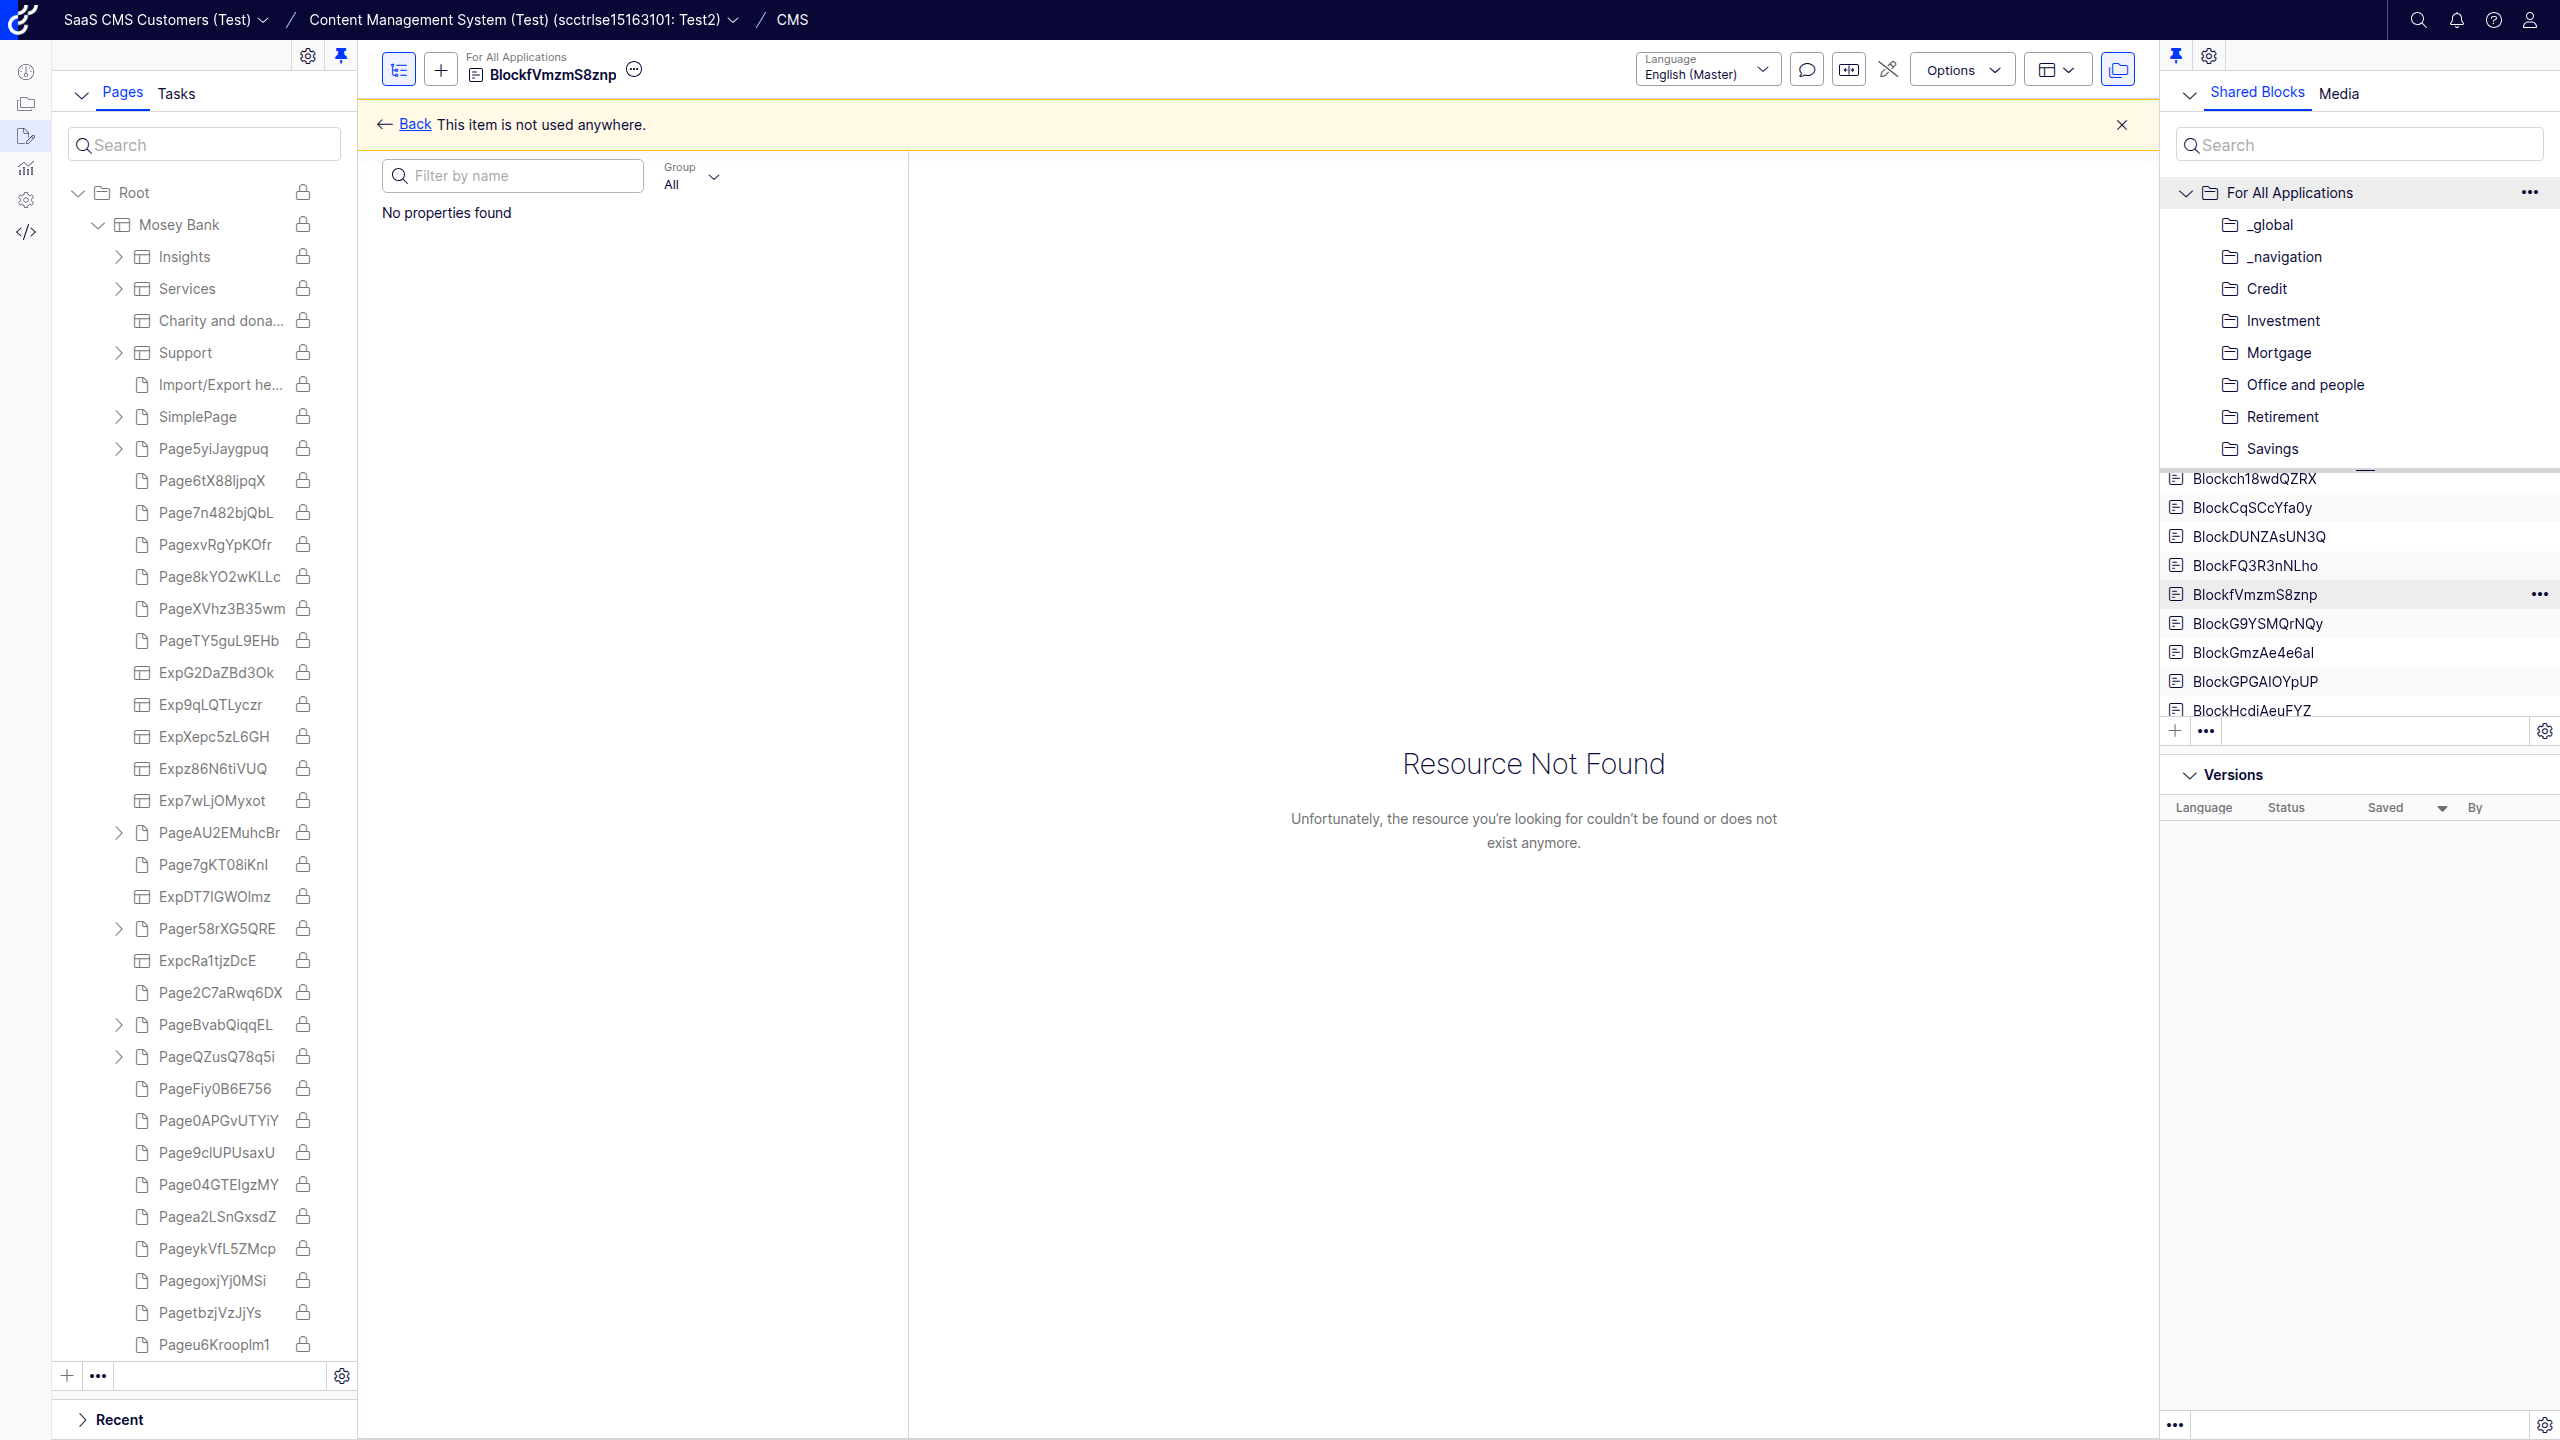 SaaS CMS Customers (Test) / Content Management System (Test) (scctrlse15163101: Test2) / CMS
Pages Tasks
Search
Root
Mosey Bank
Insights
Services
Charity and dona...
Support
Import/Export he...
SimplePage
Page5yiJaygpuq
Page6tX88ljpqX
Page7n482bjQbL
PagexvRgYpKOfr
Page8kYO2wKLLc
PageXVhz3B35wm
PageTY5guL9EHb
ExpG2DaZBd3Ok
Exp9qLQTLyczr
ExpXepc5zL6GH
Expz86N6tiVUQ
Exp7wLjOMyxot
PageAU2EMuhcBr
Page7gKT08iKnI
ExpDT7IGWOlmz
Pager58rXG5QRE
ExpcRa1tjzDcE
Page2C7aRwq6DX
PageBvabQiqqEL
PageQZusQ78q5i
PageFiy0B6E756
Page0APGvUTYiY
Page9clUPUsaxU
Page04GTEIgzMY
Pagea2LSnGxsdZ
PageykVfL5ZMcp
PagegoxjYj0MSi
PagetbzjVzJjYs
Pageu6Krooplm1
Recent
For All Applications
BlockfVmzmS8znp
Language
English (Master)
Options
Back This item is not used anywhere.
Filter by name
Group
All
No properties found
Resource Not Found
Unfortunately, the resource you're looking for couldn't be found or does not
exist anymore.
Shared Blocks Media
Search
For All Applications
_global
_navigation
Credit
Investment
Mortgage
Office and people
Retirement
Savings
Blockch18wdQZRX
BlockCqSCcYfa0y
BlockDUNZAsUN3Q
BlockFQ3R3nNLho
BlockfVmzmS8znp
BlockG9YSMQrNQy
BlockGmzAe4e6al
BlockGPGAIOYpUP
BlockHcdiAeuFYZ
Versions
Language Status Saved By